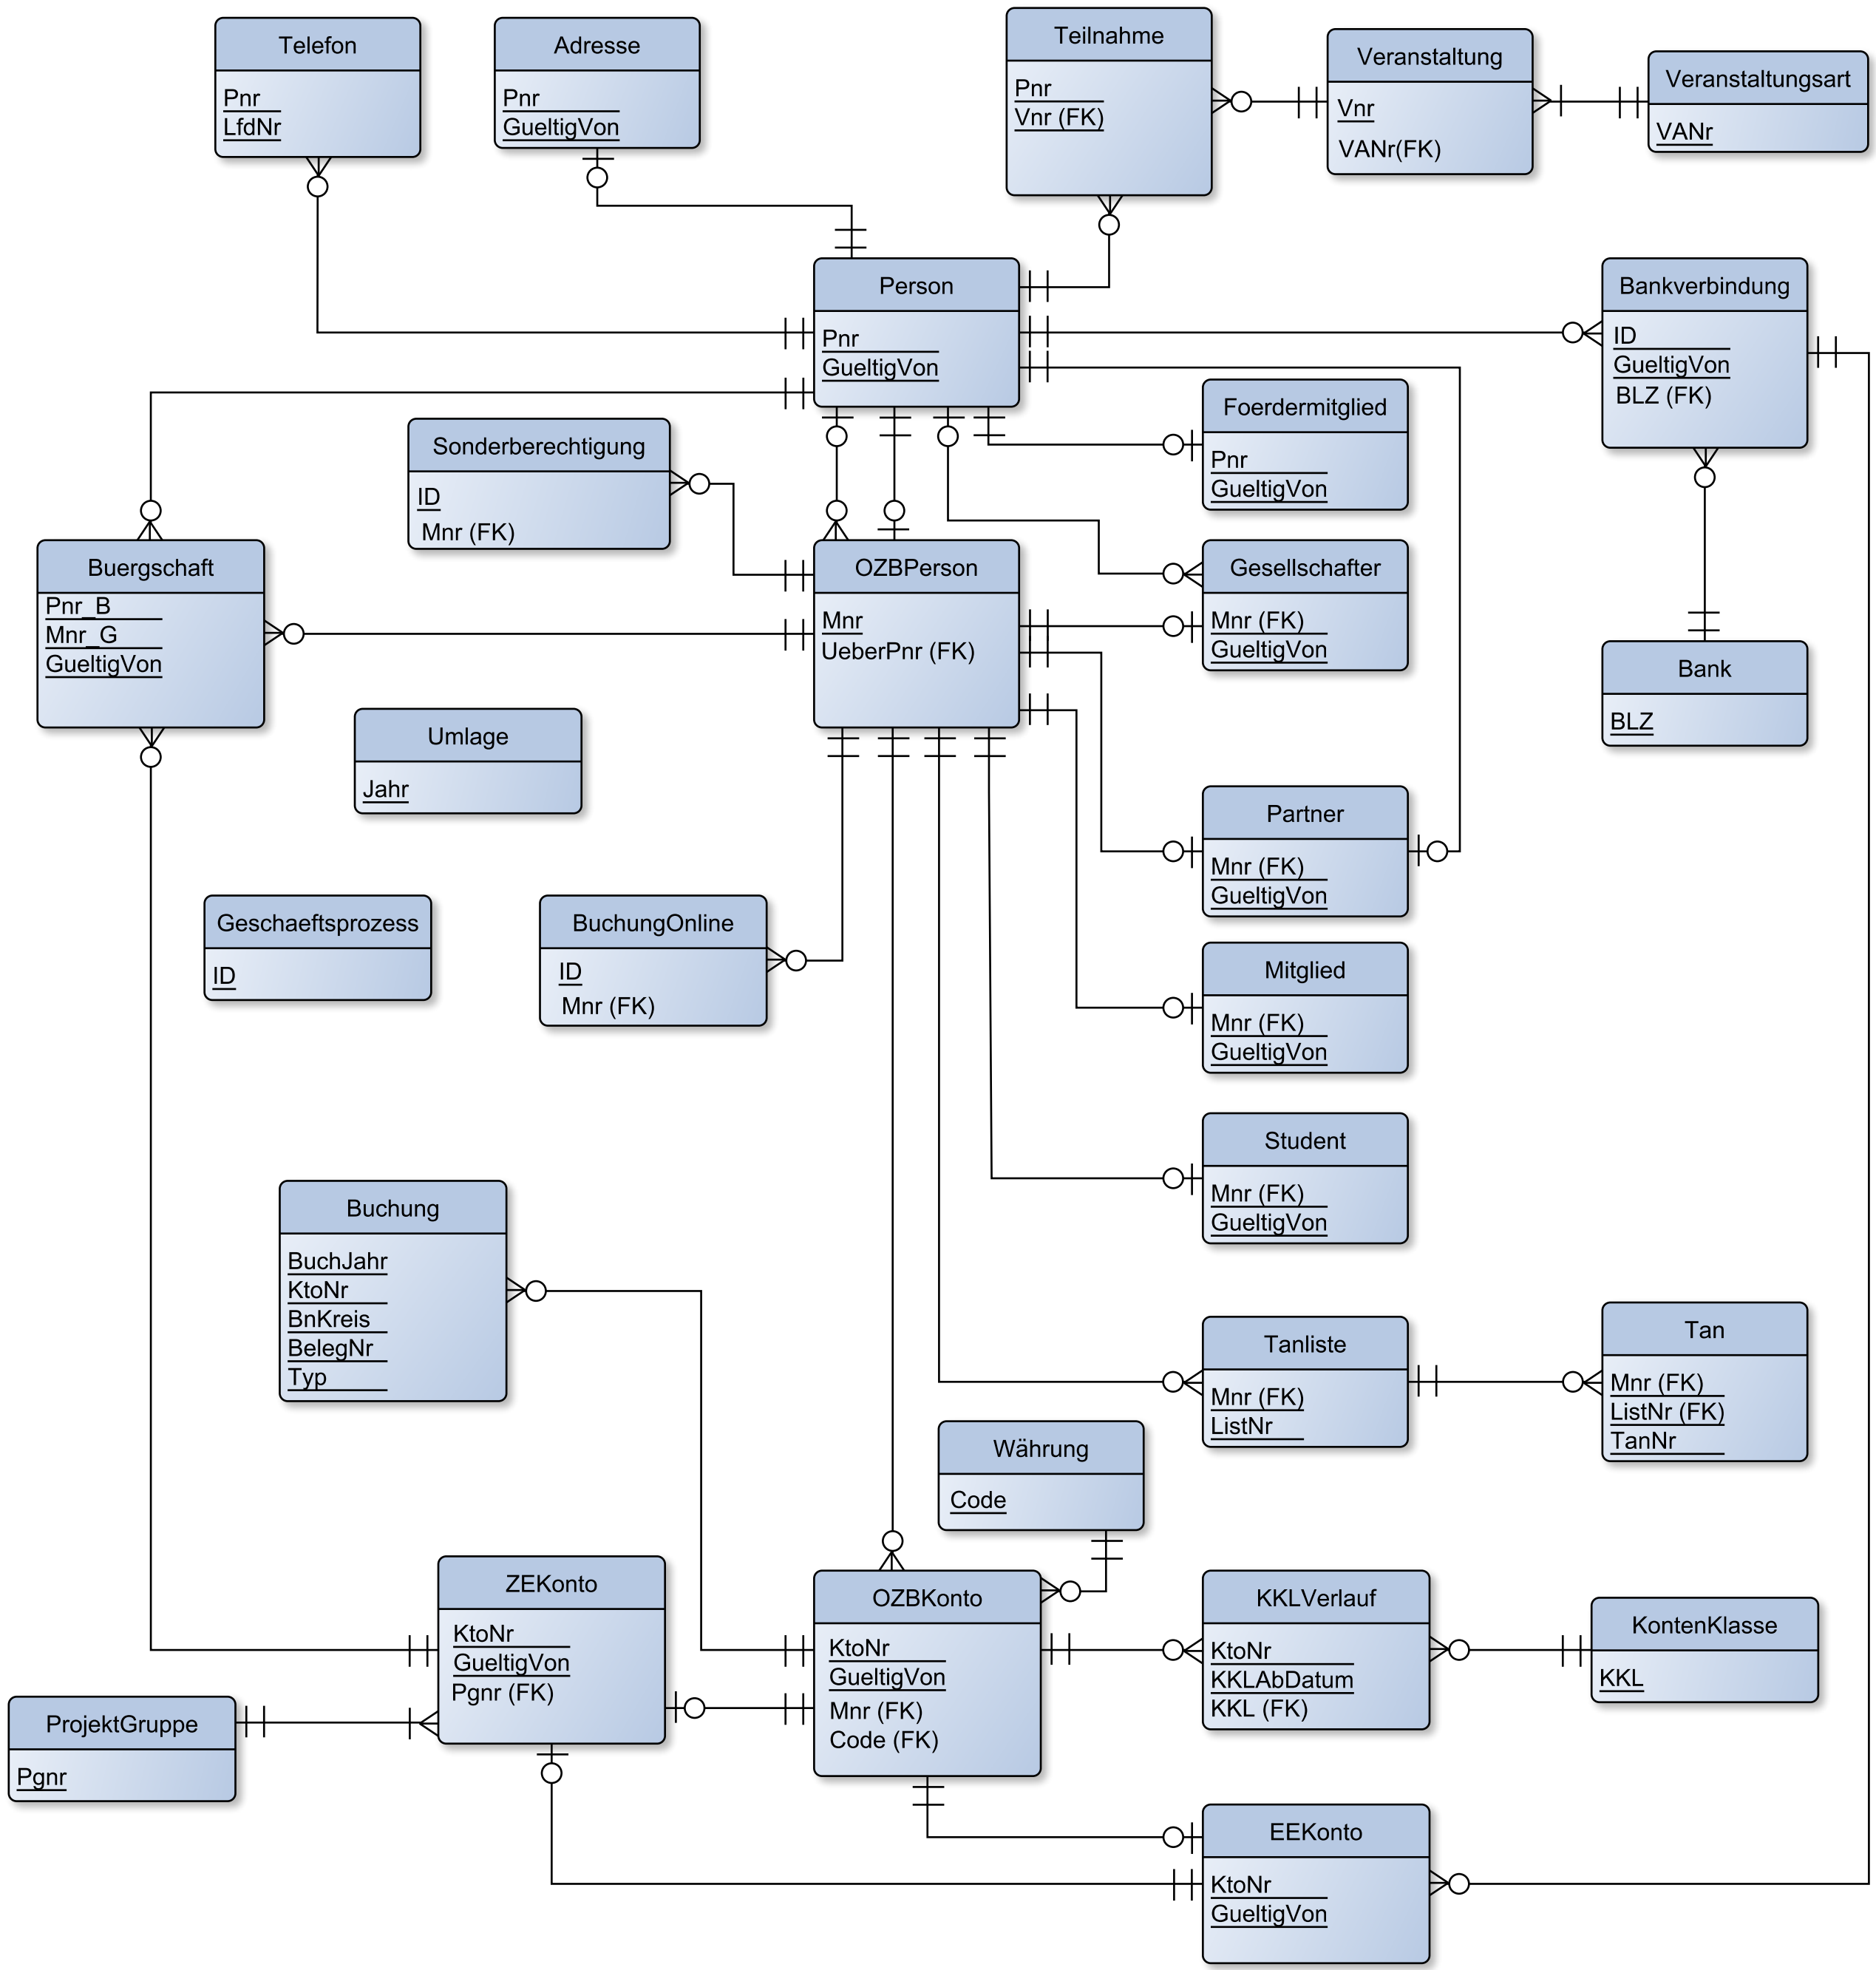 Telefon
Pnr
LfdNr
Adresse
Pnr
GueltigVon
Teilnahme
Pnr
Vnr (FK)
Veranstaltung
Vnr
VANr(FK)
Veranstaltungsart
VANr
Person
Pnr
GueltigVon
Bankverbindung
ID
GueltigVon
BLZ (FK)
Foerdermitglied
Pnr
GueltigVon
Sonderberechtigung
ID
Mnr (FK)
Buergschaft
Pnr_B
Mnr_G
GueltigVon
OZBPerson
Mnr
UeberPnr (FK)
Gesellschafter
Mnr (FK)
GueltigVon
Bank
BLZ
Umlage
Jahr
Partner
Mnr (FK)
GueltigVon
Geschaeftsprozess
ID
BuchungOnline
ID
Mnr (FK)
Mitglied
Mnr (FK)
GueltigVon
Student
Mnr (FK)
GueltigVon
Buchung
BuchJahr
KtoNr
BnKreis
BelegNr
Typ
Tanliste
Mnr (FK)
ListNr
Tan
Mnr (FK)
ListNr (FK)
TanNr
Währung
Code
ZEKonto
KtoNr
GueltigVon
Pgnr (FK)
OZBKonto
KtoNr
GueltigVon
Mnr (FK)
Code (FK)
KKLVerlauf
KtoNr
KKLAbDatum
KKL (FK)
KontenKlasse
KKL
ProjektGruppe
Pgnr
EEKonto
KtoNr
GueltigVon